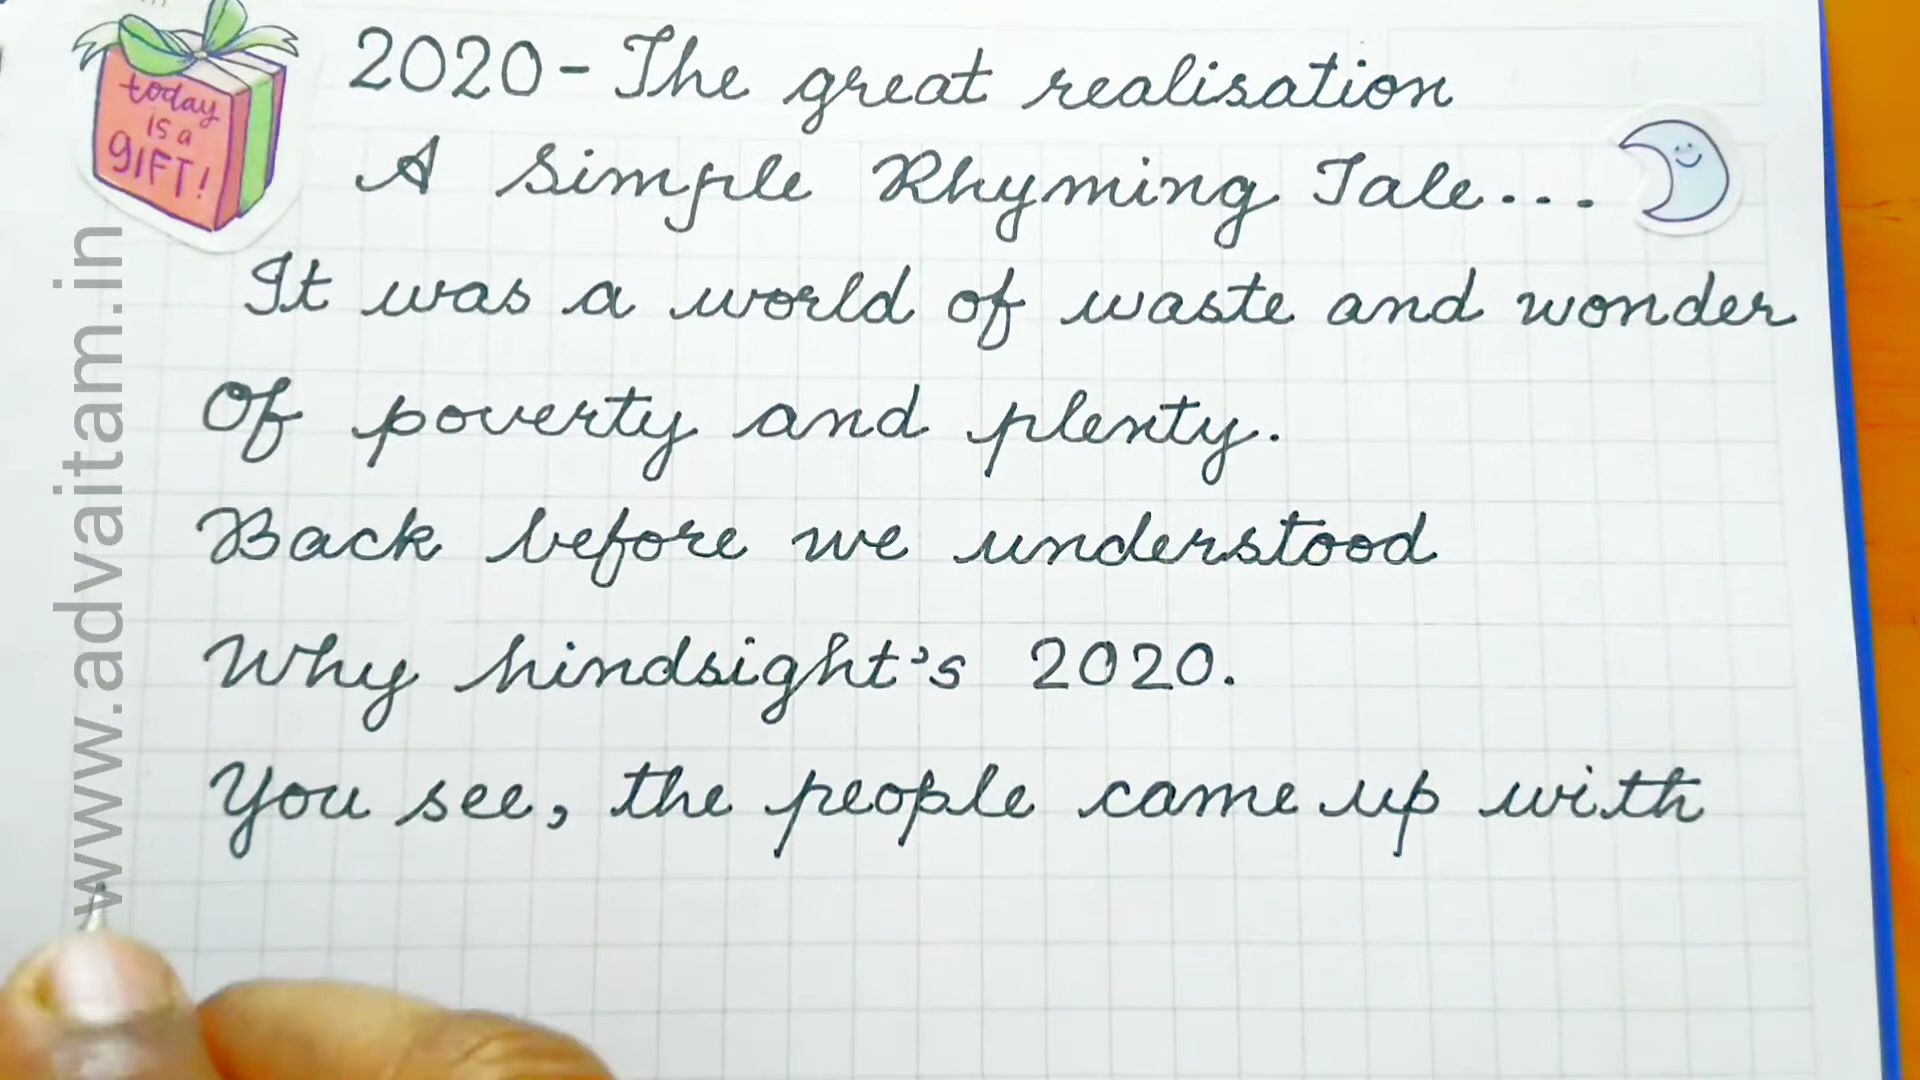 today
is a
GIFT!
2020-The great realisation
A Simple Rhyming Tale...
It was a world of waste and wonder
Of poverty and plenty.
Back before we understood
Why hindsight's 2020.
You see, the people came up with
www.advaitam.in